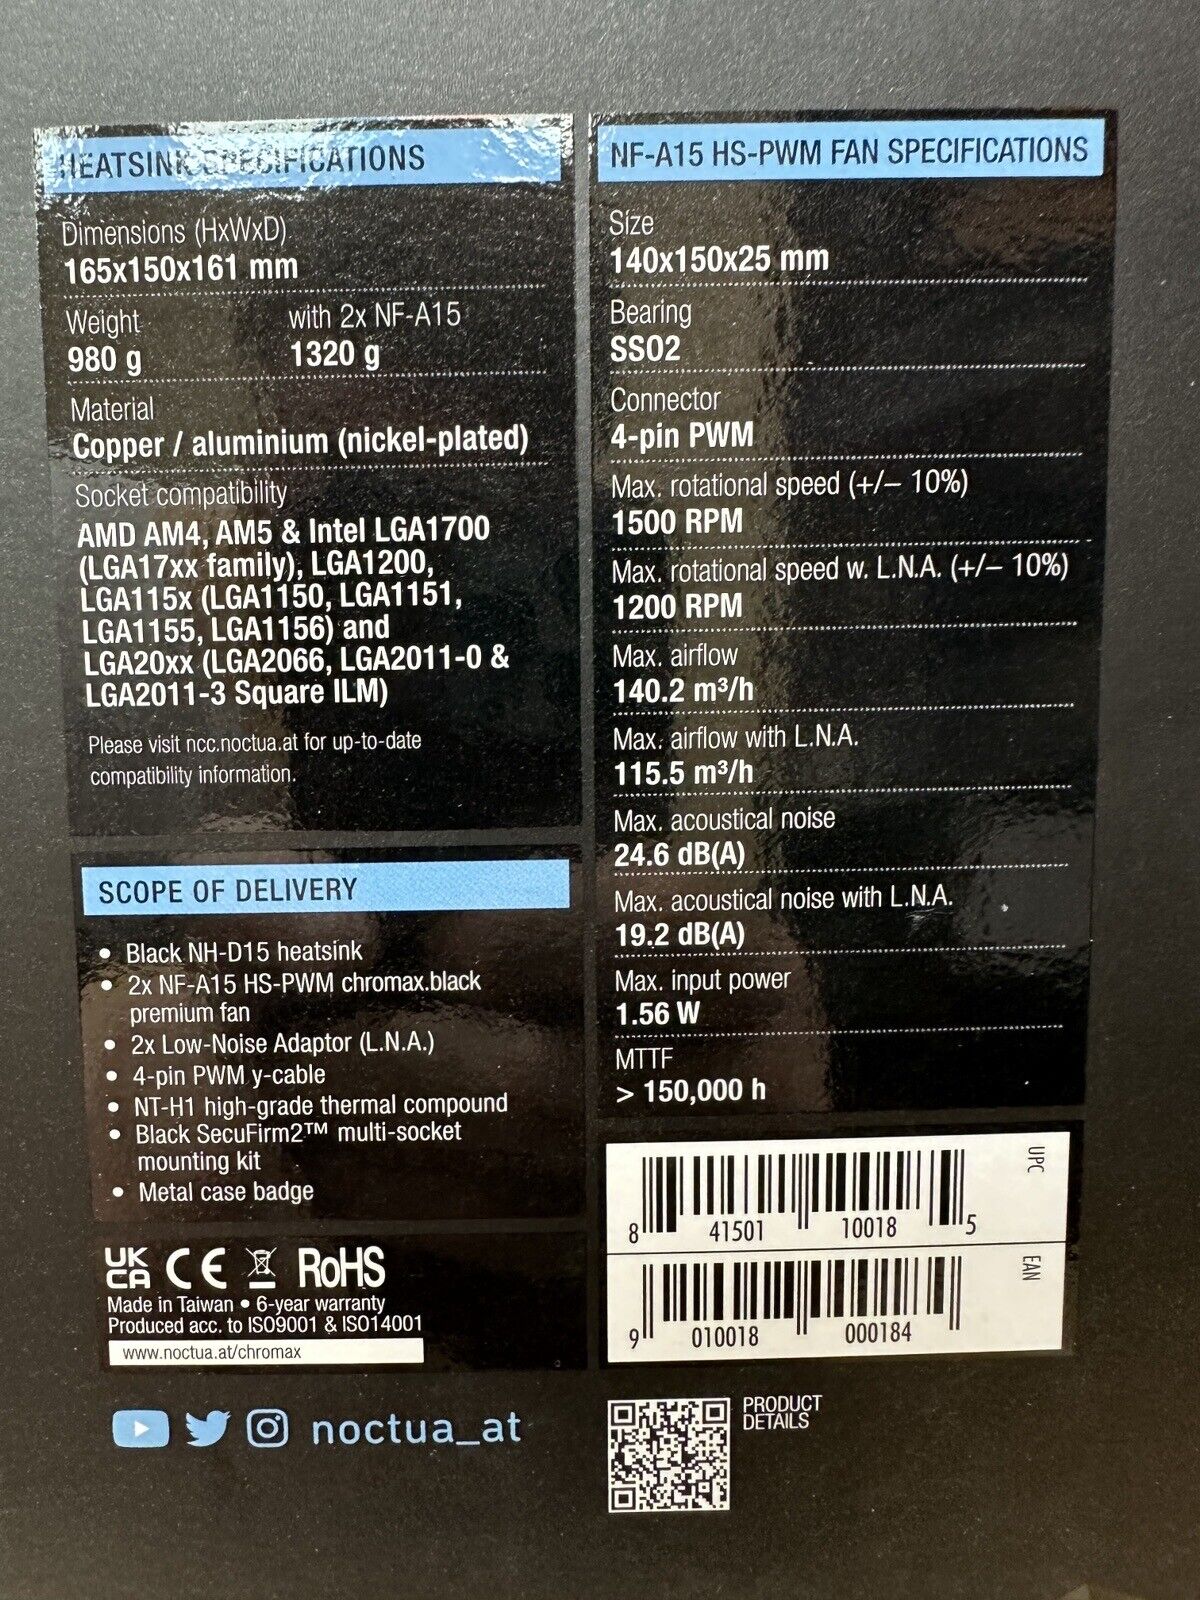 HEATSINK SPECIFICATIONS
Dimensions (HxWxD)
165x150x161 mm
Weight with 2x NF-A15
980 g 1320 g
Material
Copper / aluminium (nickel-plated)
Socket compatibility
AMD AM4, AM5 & Intel LGA1700
(LGA17xx family), LGA1200,
LGA115x (LGA1150, LGA1151,
LGA1155, LGA1156) and
LGA20xx (LGA2066, LGA2011-0 &
LGA2011-3 Square ILM)
Please visit ncc.noctua.at for up-to-date
compatibility information.
SCOPE OF DELIVERY
• Black NH-D15 heatsink
• 2x NF-A15 HS-PWM chromax.black
premium fan
• 2x Low-Noise Adaptor (L.N.A.)
• 4-pin PWM y-cable
• NT-H1 high-grade thermal compound
• Black SecuFirm2™ multi-socket
mounting kit
• Metal case badge
UK CA CE RoHS
Made in Taiwan • 6-year warranty
Produced acc. to ISO9001 & ISO14001
www.noctua.at/chromax
noctua_at
NF-A15 HS-PWM FAN SPECIFICATIONS
Size
140x150x25 mm
Bearing
SSO2
Connector
4-pin PWM
Max. rotational speed (+/– 10%)
1500 RPM
Max. rotational speed w. L.N.A. (+/– 10%)
1200 RPM
Max. airflow
140.2 m³/h
Max. airflow with L.N.A.
115.5 m³/h
Max. acoustical noise
24.6 dB(A)
Max. acoustical noise with L.N.A.
19.2 dB(A)
Max. input power
1.56 W
MTTF
> 150,000 h
UPC
8 41501 10018 5
EAN
9 010018 000184
PRODUCT
DETAILS